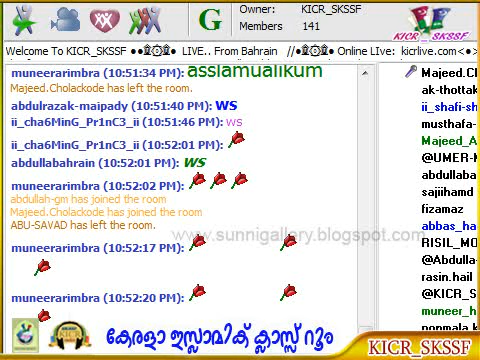 Owner: KICR_SKSSF
Members 141
KICR_SKSSF
Welcome To KICR_SSKF LIVE.. From Bahrain //● ● Online LIve: kicrlive.com<●>
muneerarimbra (10:51:34 PM): asslamualikum
Majeed.Cholackode has left the room.
abdulrazak-maipady (10:51:40 PM): ws
ii_cha6MinG_Pr1nC3_ii (10:51:46 PM): ws
ii_cha6MinG_Pr1nC3_ii (10:52:01 PM):
abdullabahrain (10:52:01 PM): ws
muneerarimbra (10:52:02 PM):
abdullah-gm has joined the room
Majeed.Cholackode has joined the room
ABU-SAVAD has left the room.
muneerarimbra (10:52:17 PM):
muneerarimbra (10:52:20 PM):
www.sunnigallery.blogspot.com
Majeed.Ch
ak-thottak
ii_shafi-sh
musthafa-
Majeed_A
@UMER-M
abdullaba
sajiihamd
fizamaz
abbas_ha
RISIL_MO
@Abdulla-
rasin.hail
@KICR_S
muneer_h
ponmala k
KICR
കേരളാ ഇസ്ലാമിക് ക്ലാസ്സ് റൂം
KICR_SKSSF